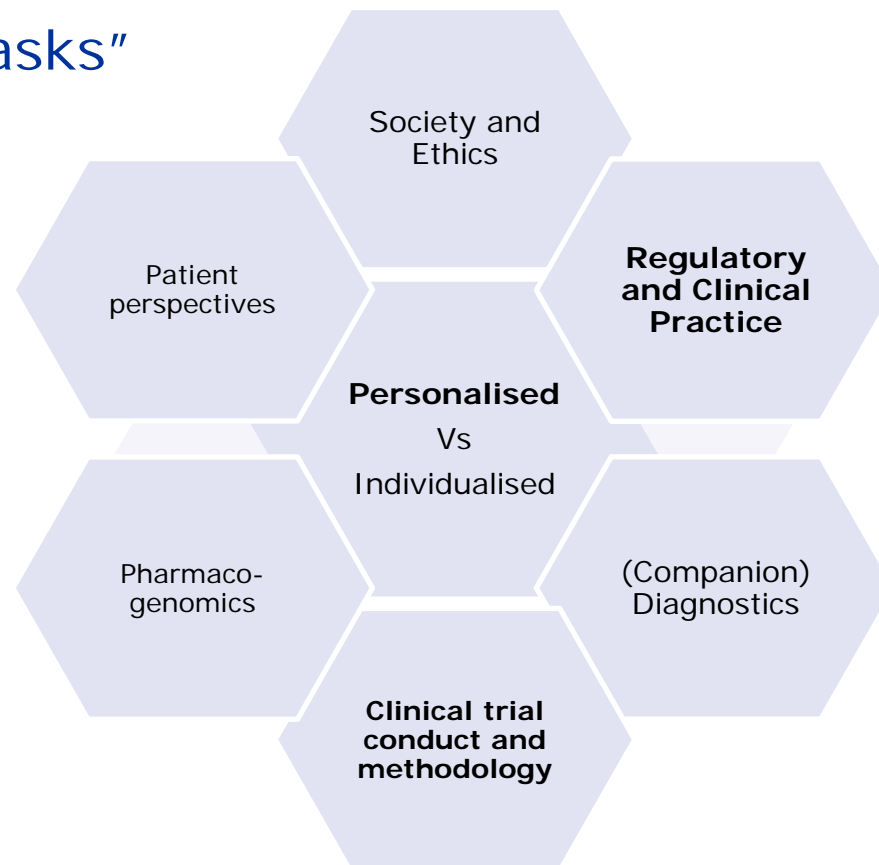 asks”
Society and
Ethics
Regulatory
and Clinical
Practice
Patient
perspectives
Personalised
Vs
Individualised
Pharmaco-
genomics
(Companion)
Diagnostics
Clinical trial
conduct and
methodology